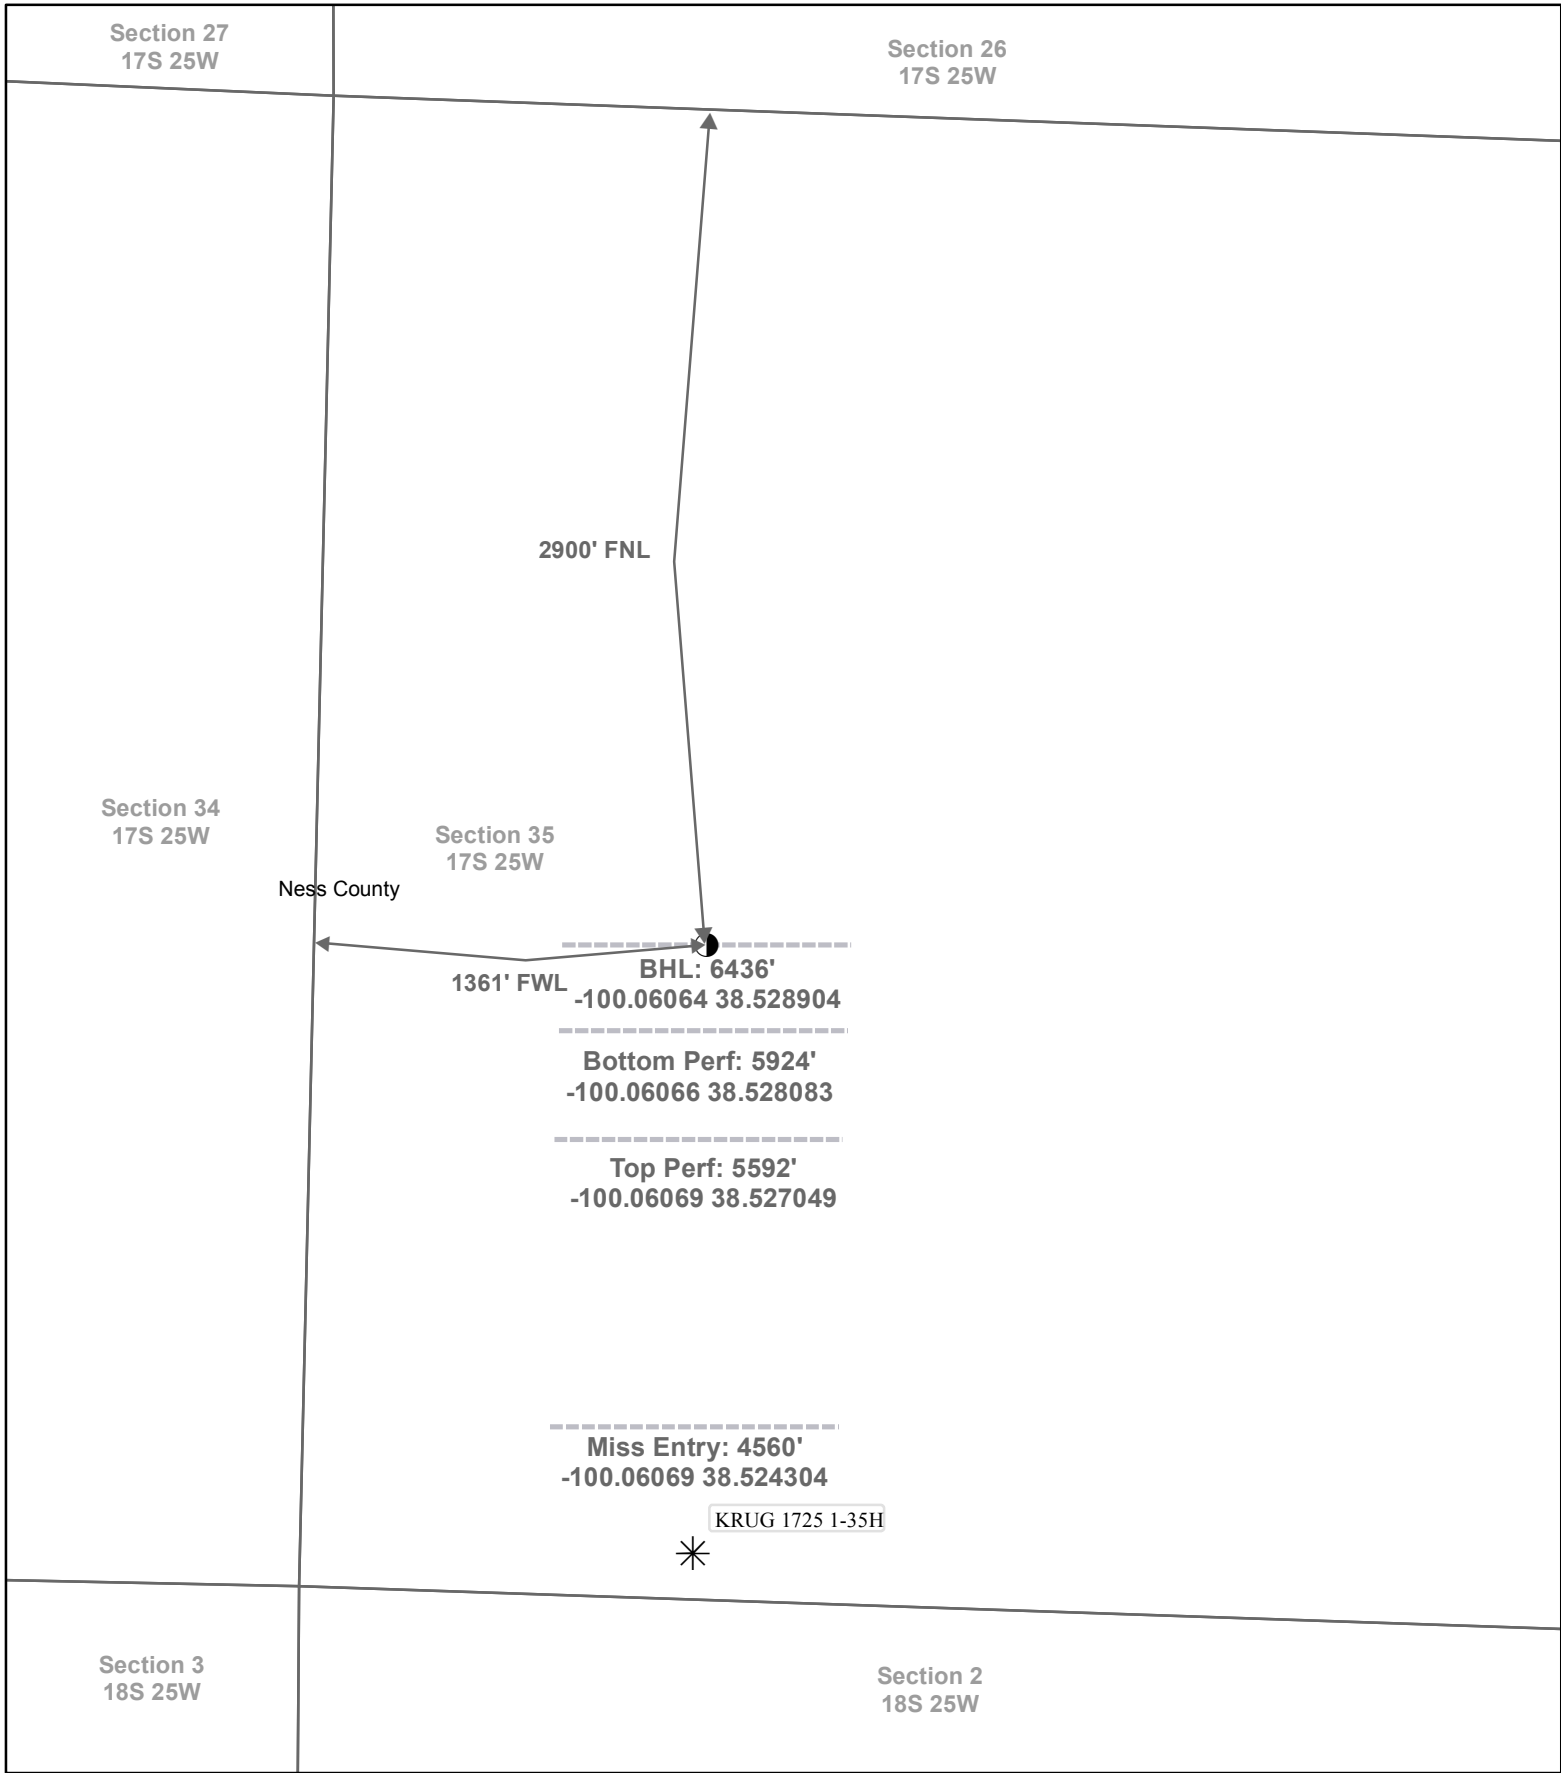 Section 27
17S 25W
Section 26
17S 25W
2900' FNL
Section 34
17S 25W
Section 35
17S 25W
Ness County
1361' FWL
BHL: 6436'
-100.06064 38.528904
Bottom Perf: 5924'
-100.06066 38.528083
Top Perf: 5592'
-100.06069 38.527049
Miss Entry: 4560'
-100.06069 38.524304
KRUG 1725 1-35H
Section 3
18S 25W
Section 2
18S 25W